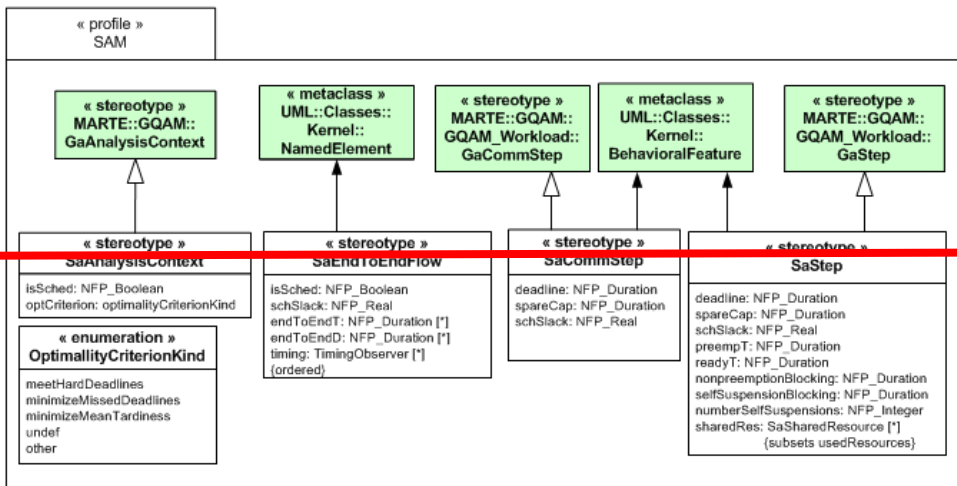 « profile »
SAM
« stereotype »
MARTE::GQAM::
GaAnalysisContext
« metaclass »
UML::Classes::
Kernel::
NamedElement
« stereotype »
MARTE::GQAM::
GQAM_Workload::
GaCommStep
« metaclass »
UML::Classes::
Kernel::
BehavioralFeature
« stereotype »
MARTE::GQAM::
GQAM_Workload::
GaStep
« stereotype »
SaAnalysisContext
isSched: NFP_Boolean
optCriterion: optimalityCriterionKind
« stereotype »
SaEndToEndFlow
isSched: NFP_Boolean
schSlack: NFP_Real
endToEndT: NFP_Duration [*]
endToEndD: NFP_Duration [*]
timing: TimingObserver [*]
{ordered}
« stereotype »
SaCommStep
deadline: NFP_Duration
spareCap: NFP_Duration
schSlack: NFP_Real
« stereotype »
SaStep
deadline: NFP_Duration
spareCap: NFP_Duration
schSlack: NFP_Real
preempT: NFP_Duration
readyT: NFP_Duration
nonpreemptionBlocking: NFP_Duration
selfSuspensionBlocking: NFP_Duration
numberSelfSuspensions: NFP_Integer
sharedRes: SaSharedResource [*]
{subsets usedResources}
« enumeration »
OptimallityCriterionKind
meetHardDeadlines
minimizeMissedDeadlines
minimizeMeanTardiness
undef
other